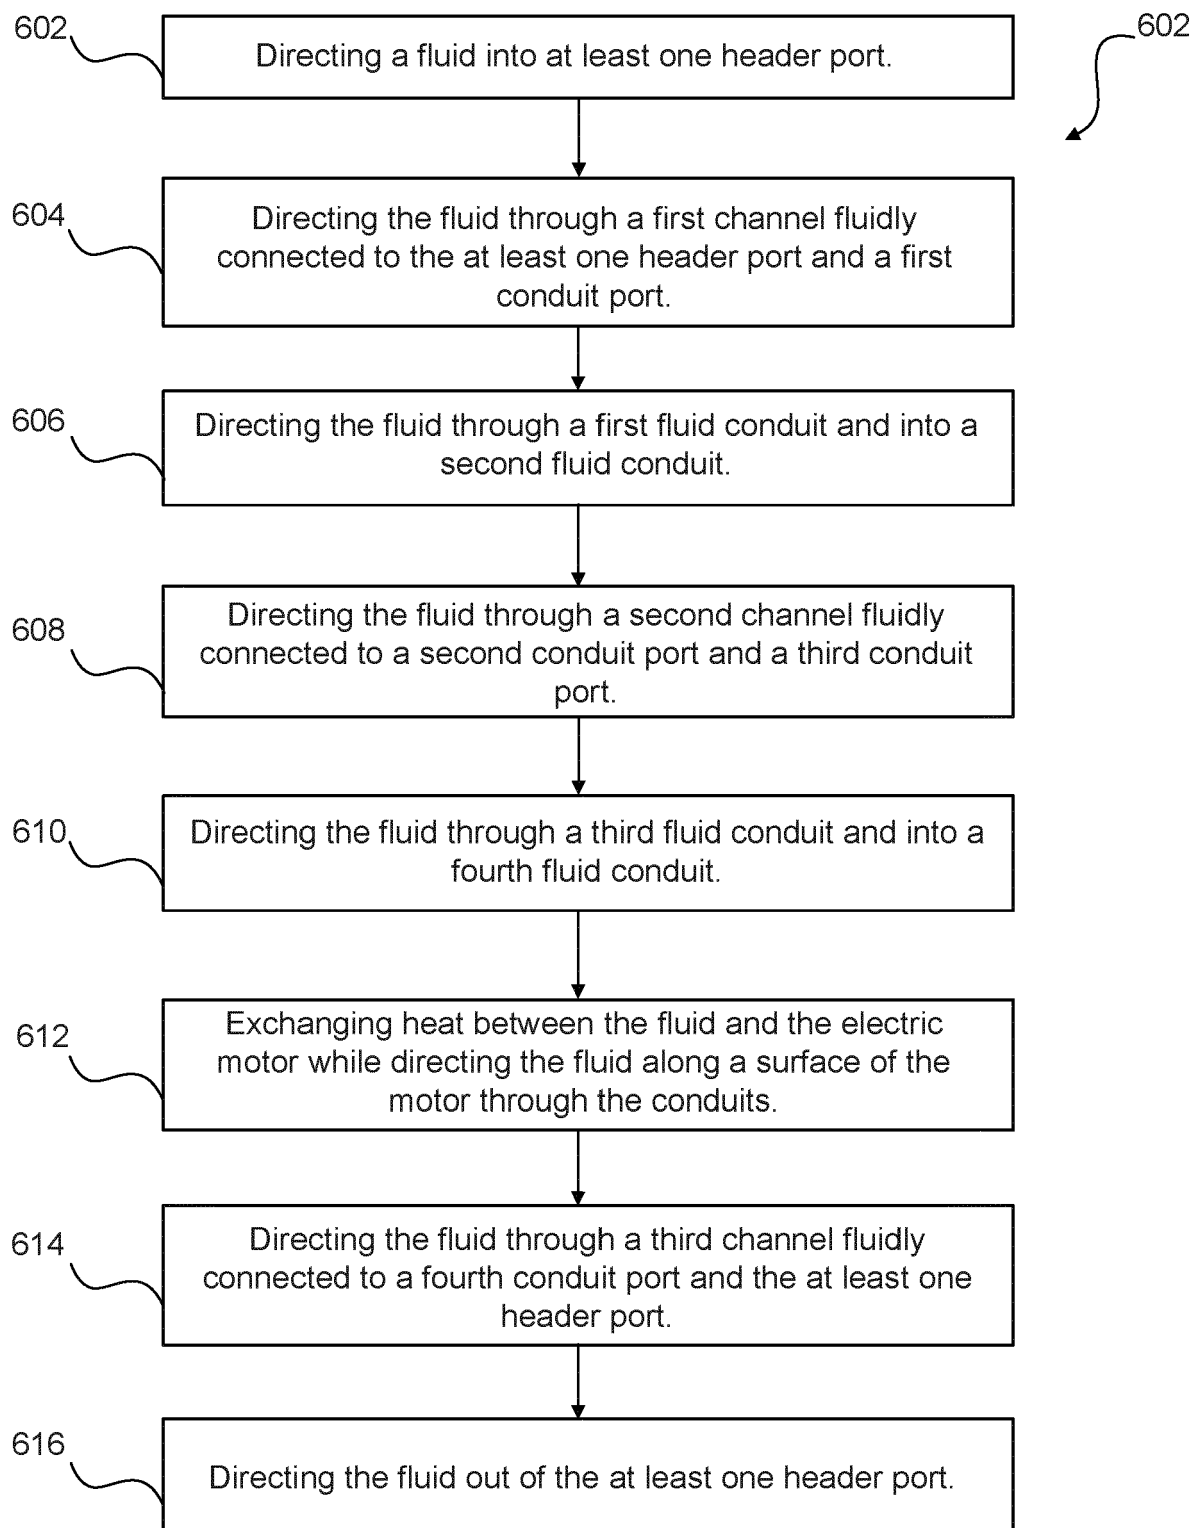 602
Directing a fluid into at least one header port.
602
604
Directing the fluid through a first channel fluidly
connected to the at least one header port and a first
conduit port.
606
Directing the fluid through a first fluid conduit and into a
second fluid conduit.
608
Directing the fluid through a second channel fluidly
connected to a second conduit port and a third conduit
port.
610
Directing the fluid through a third fluid conduit and into a
fourth fluid conduit.
612
Exchanging heat between the fluid and the electric
motor while directing the fluid along a surface of the
motor through the conduits.
614
Directing the fluid through a third channel fluidly
connected to a fourth conduit port and the at least one
header port.
616
Directing the fluid out of the at least one header port.